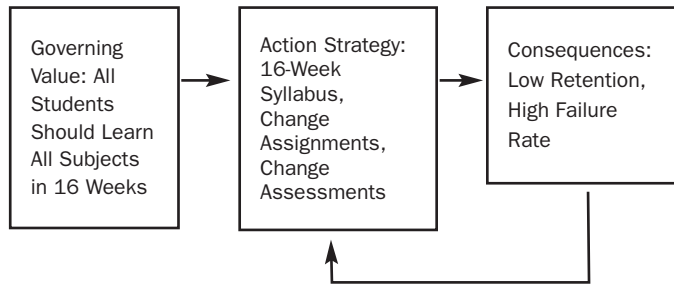 Governing
Value: All
Students
Should Learn
All Subjects
in 16 Weeks
Action Strategy:
16-Week
Syllabus,
Change
Assignments,
Change
Assessments
Consequences:
Low Retention,
High Failure
Rate